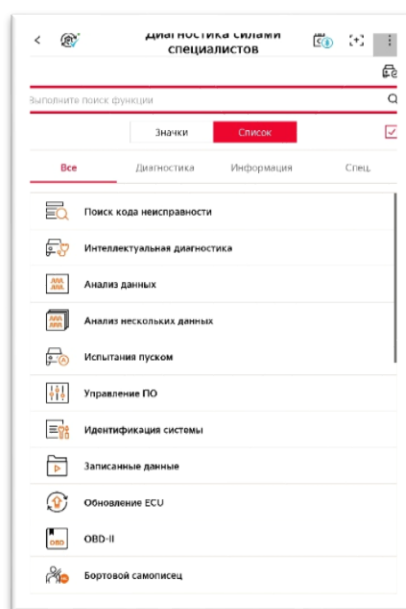 Диагностика силами
специалистов
Выполните поиск функции
Значки Список
Все Диагностика Информация Спец.
Поиск кода неисправности
Интеллектуальная диагностика
Анализ данных
Анализ нескольких данных
Испытания пуском
Управление ПО
Идентификация системы
Записанные данные
Обновление ECU
OBD
OBD-II
Бортовой самописец